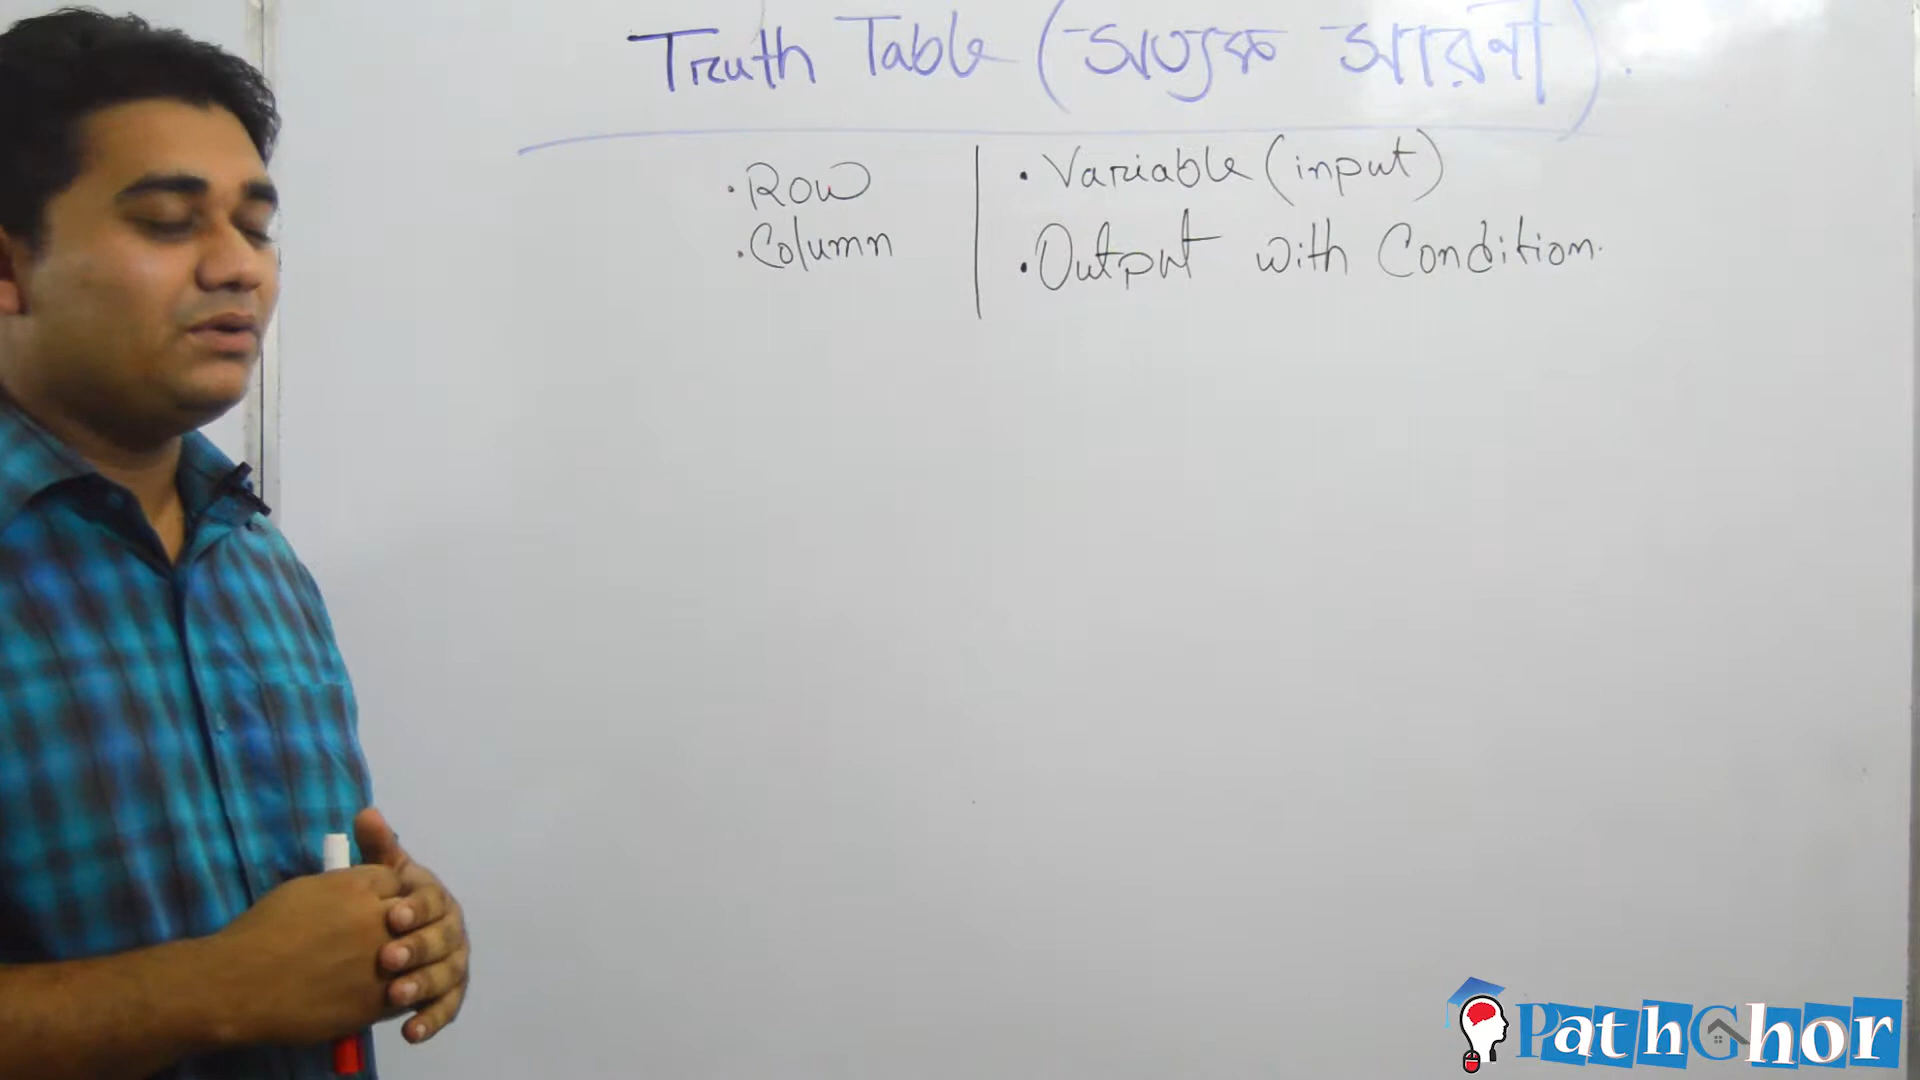 Truth Table (সত্যক সারণী).
• Row
• Column
• Variable (input)
• Output with Condition.
PathGhor